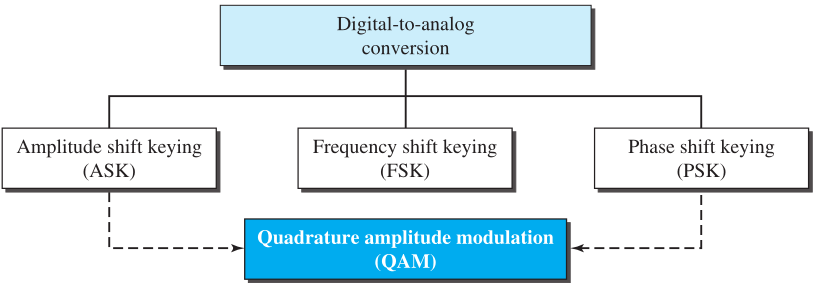 Digital-to-analog
conversion
Amplitude shift keying
(ASK)
Frequency shift keying
(FSK)
Phase shift keying
(PSK)
Quadrature amplitude modulation
(QAM)